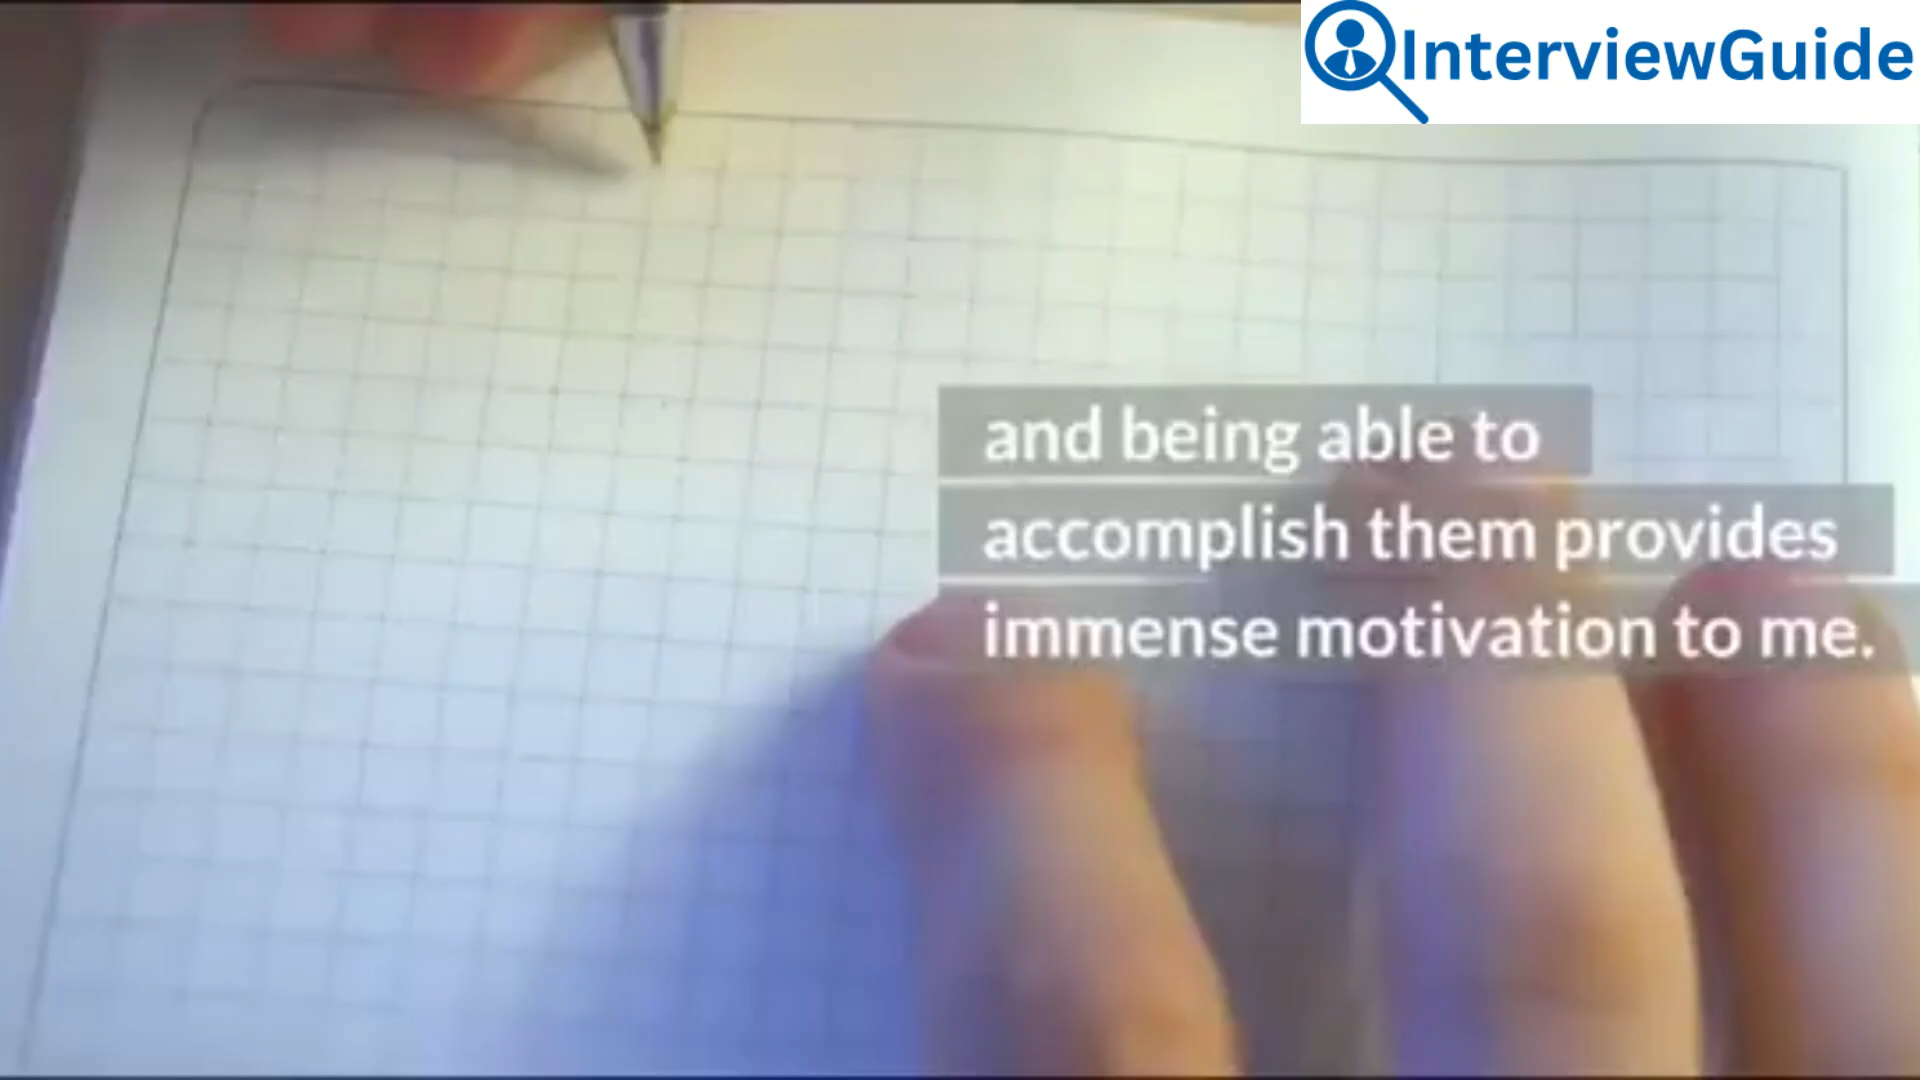 InterviewGuide
and being able to
accomplish them provides
immense motivation to me.